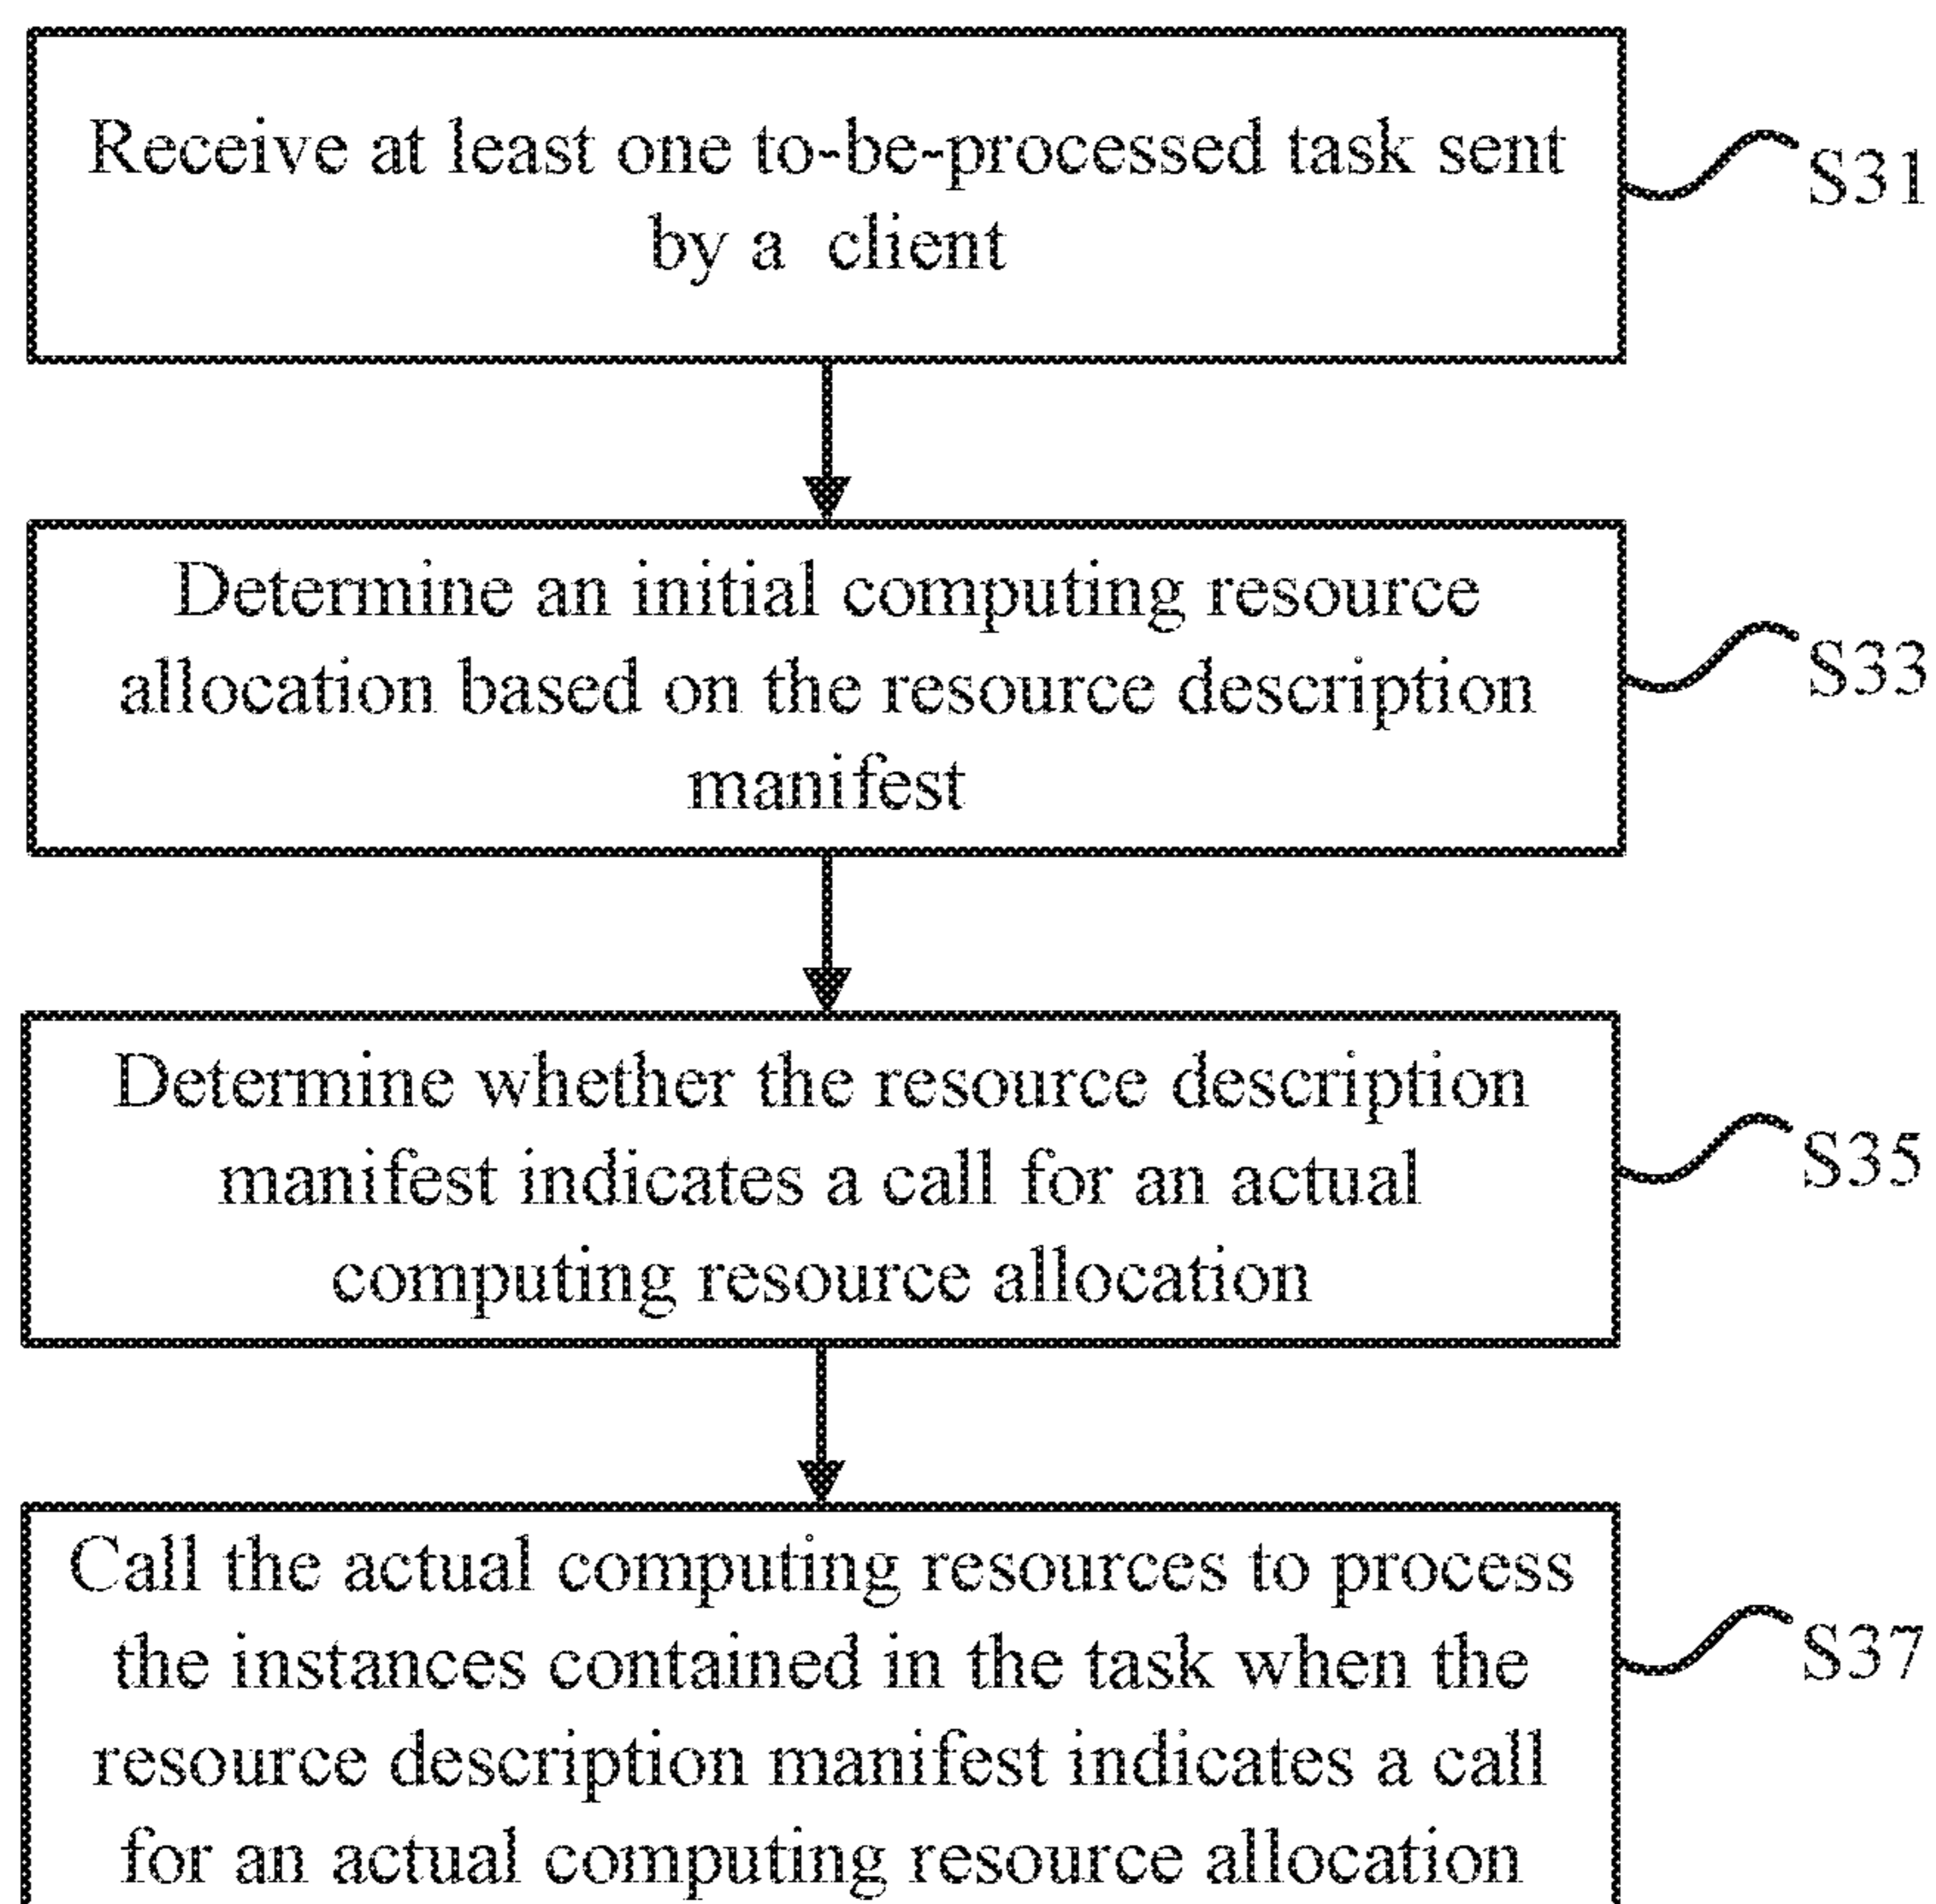 Receive at least one to-be-processed task sent
by a client
S31
Determine an initial computing resource
allocation based on the resource description
manifest
S33
Determine whether the resource description
manifest indicates a call for an actual
computing resource allocation
S35
Call the actual computing resources to process
the instances contained in the task when the
resource description manifest indicates a call
for an actual computing resource allocation
S37